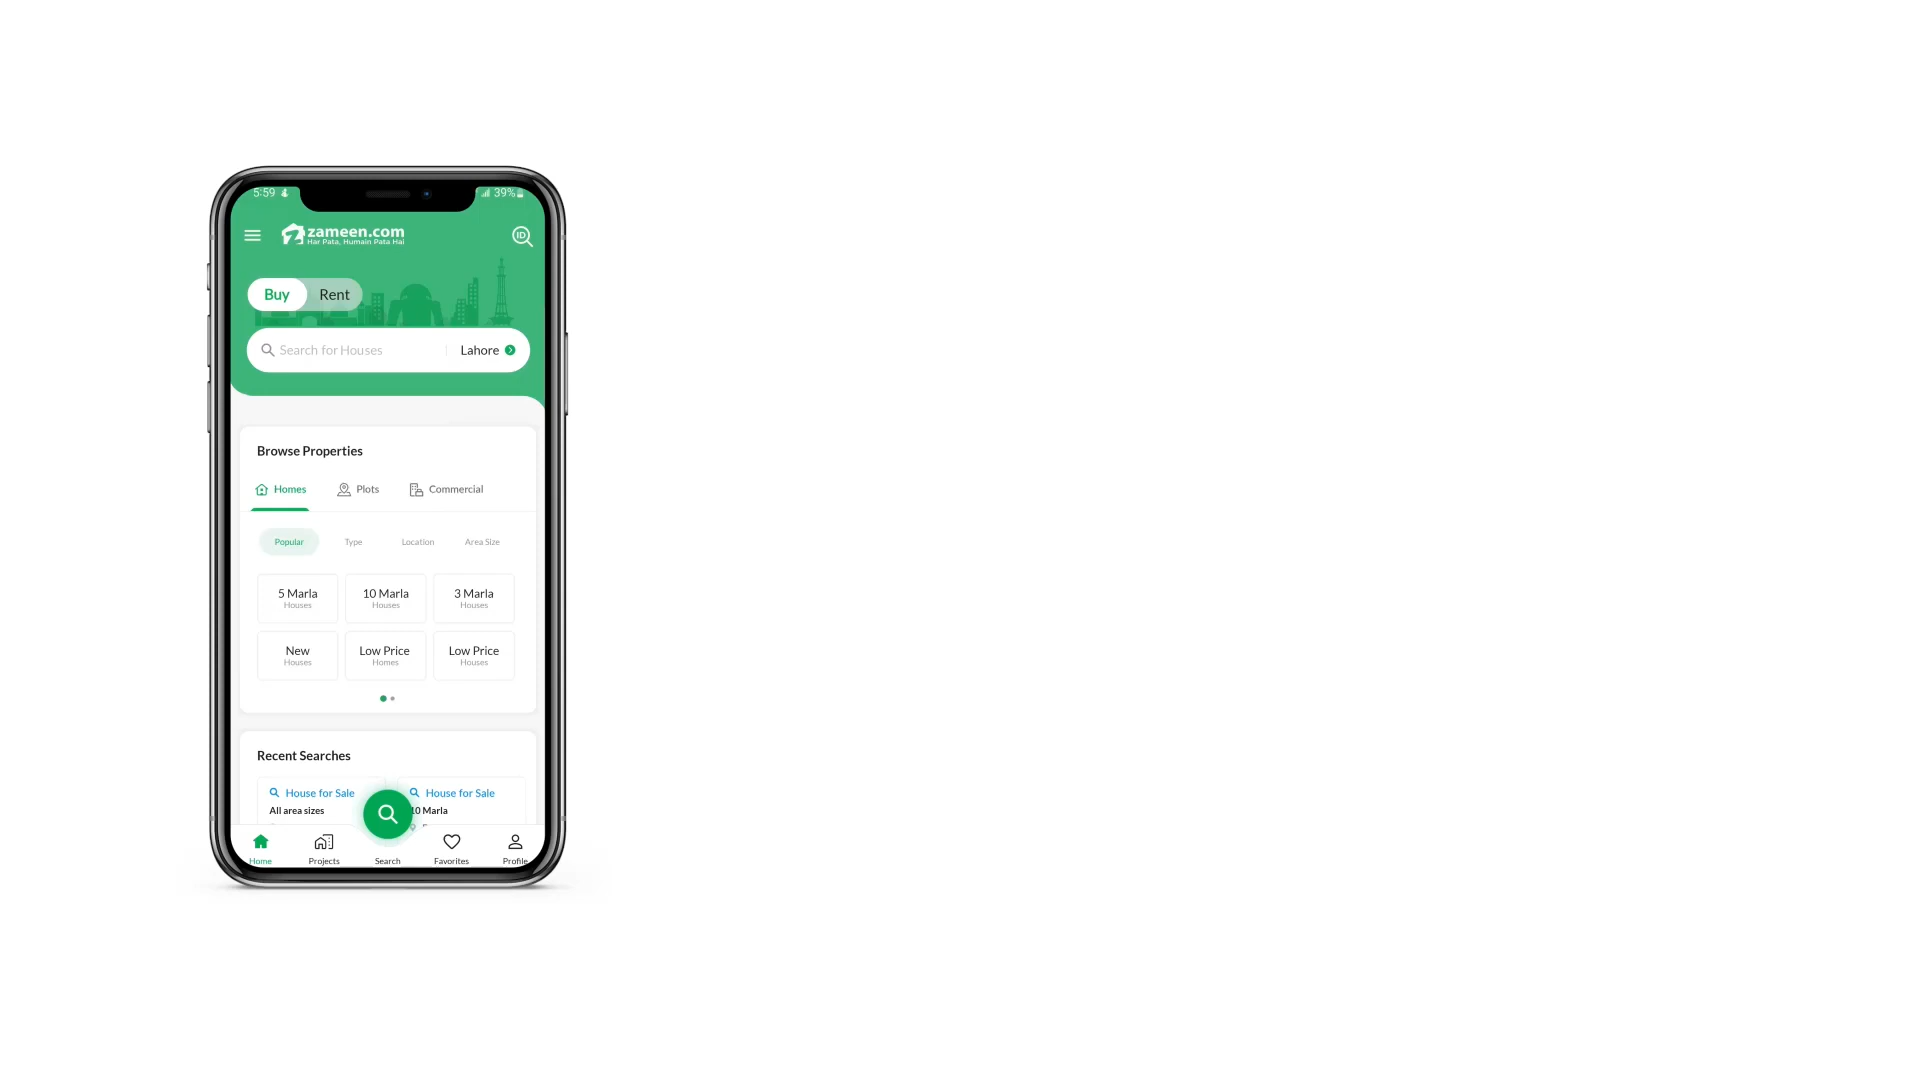 5:59
39%
zameen.com
Har Pata, Humain Pata Hai
ID
Buy Rent
Search for Houses Lahore
Browse Properties
Homes Plots Commercial
Popular Type Location Area Size
5 Marla 10 Marla 3 Marla
Houses Houses Houses
New Low Price Low Price
Houses Homes Houses
Recent Searches
House for Sale House for Sale
All area sizes 10 Marla
Home Projects Search Favorites Profile